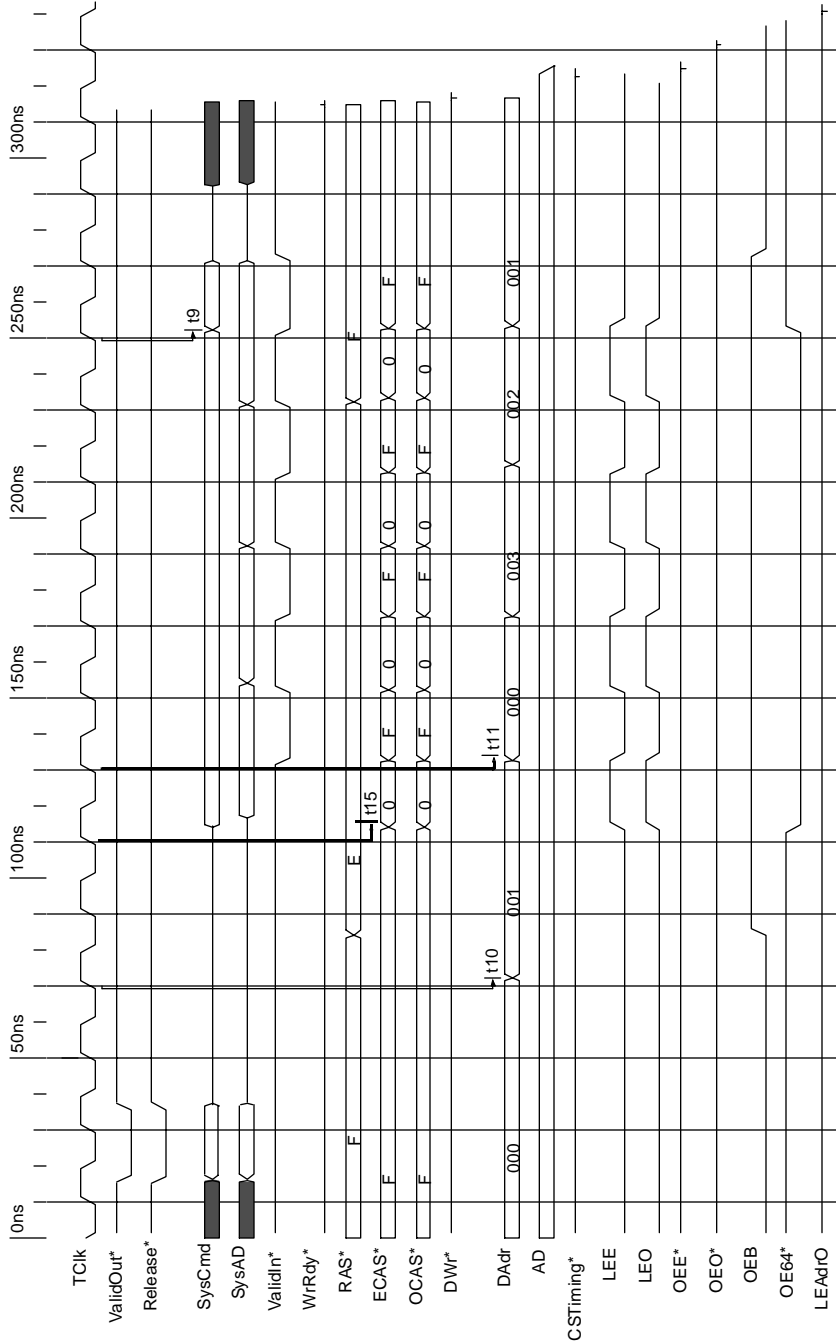 0ns 50ns 100ns 150ns 200ns 250ns 300ns
TClk
ValidOut*
Release*
SysCmd t9
SysAD
ValidIn*
WrRdy*
RAS* F E F
t15
ECAS* F 0 F 0 F 0 F 0 F
OCAS* F 0 F 0 F 0 F 0 F
DWr*
t10 t11
DAdr 000 001 000 003 002 001
AD
CSTiming*
LEE
LEO
OEE*
OEO*
OEB
OE64*
LEAdrO